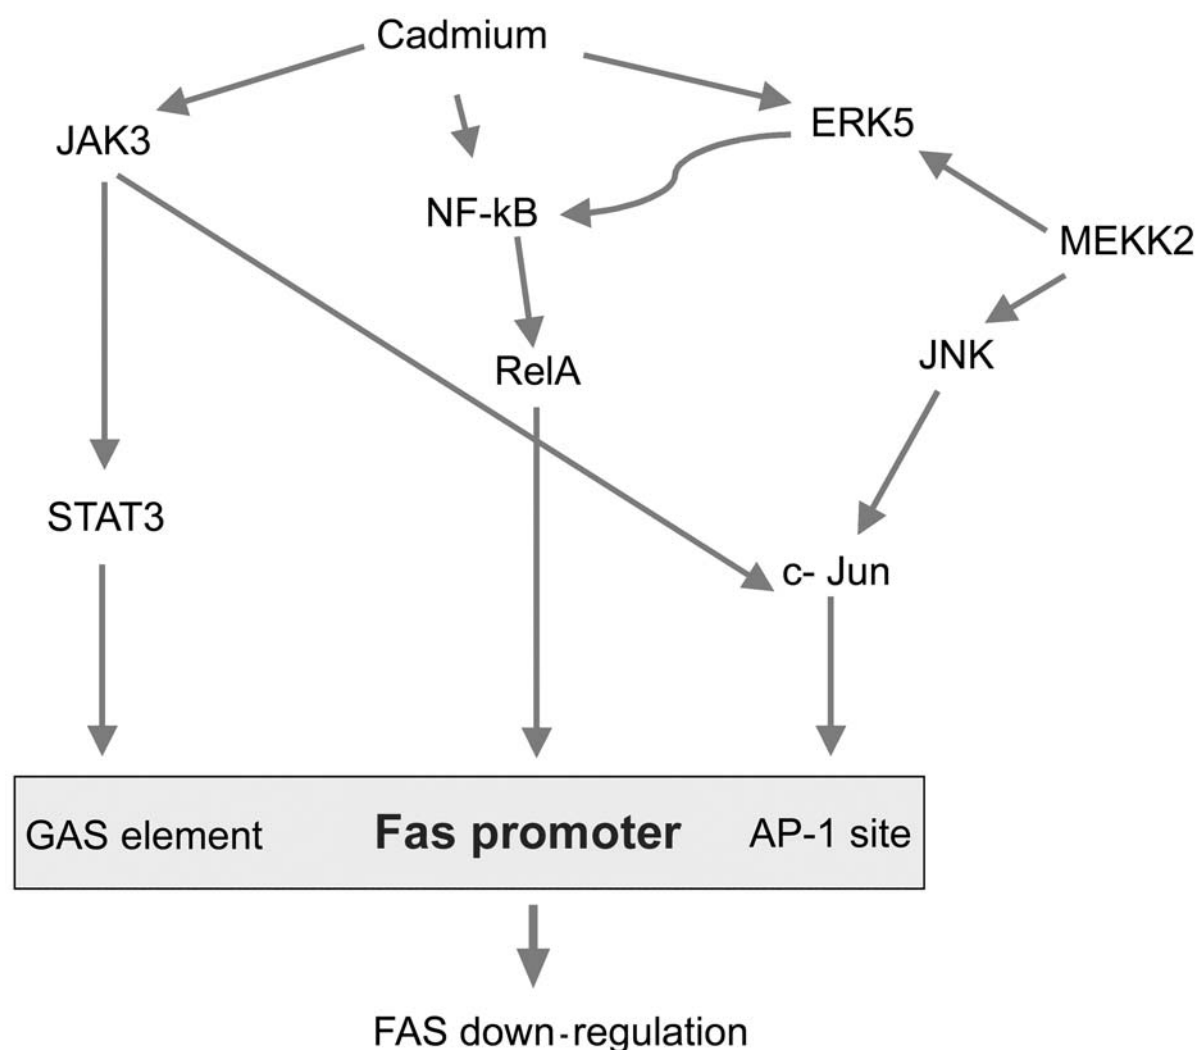 Cadmium
ERK5
JAK3
NF-kB
MEKK2
JNK
RelA
STAT3
c- Jun
GAS element Fas promoter AP-1 site
FAS down-regulation